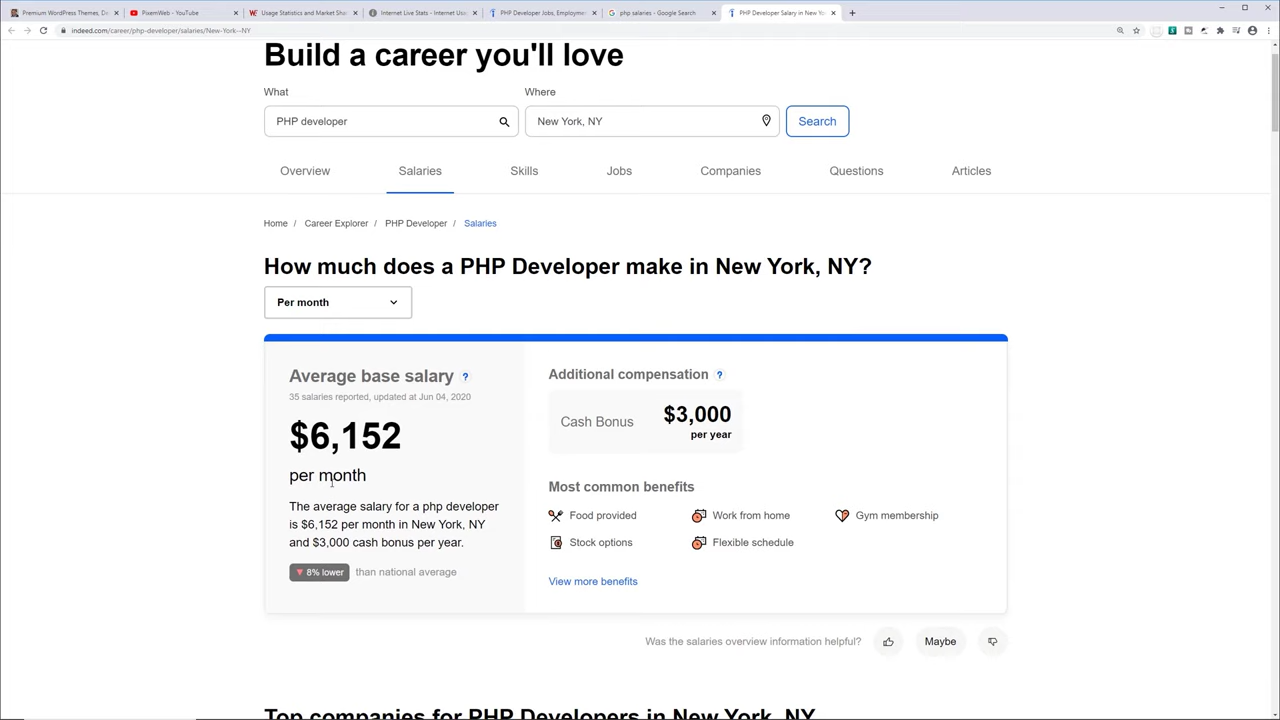 Premium WordPress Themes, D
PixemWeb - YouTube
Usage Statistics and Market Sha
Internet Live Stats - Internet Usag
PHP Developer Jobs, Employmen
php salaries - Google Search
PHP Developer Salary in New Yo
indeed.com/career/php-developer/salaries/New-York--NY
Build a career you'll love
What
Where
PHP developer
New York, NY
Search
Overview
Salaries
Skills
Jobs
Companies
Questions
Articles
Home / Career Explorer / PHP Developer / Salaries
How much does a PHP Developer make in New York, NY?
Per month
Average base salary ?
35 salaries reported, updated at Jun 04, 2020
$6,152
per month
The average salary for a php developer
is $6,152 per month in New York, NY
and $3,000 cash bonus per year.
8% lower than national average
Additional compensation ?
Cash Bonus
$3,000
per year
Most common benefits
Food provided
Work from home
Gym membership
Stock options
Flexible schedule
View more benefits
Was the salaries overview information helpful?
Maybe
Top companies for PHP Developers in New York, NY